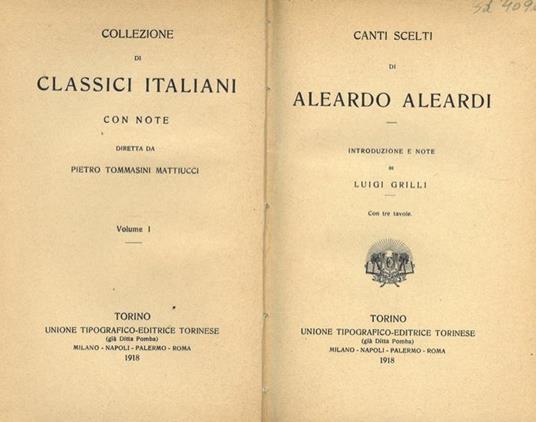 COLLEZIONE
DI
CLASSICI ITALIANI
CON NOTE
DIRETTA DA
PIETRO TOMMASINI MATTIUCCI
Volume I
TORINO
UNIONE TIPOGRAFICO-EDITRICE TORINESE
(già Ditta Pomba)
MILANO - NAPOLI - PALERMO - ROMA
1918
CANTI SCELTI
DI
ALEARDO ALEARDI
INTRODUZIONE E NOTE
DI
LUIGI GRILLI
Con tre tavole.
TORINO
UNIONE TIPOGRAFICO-EDITRICE TORINESE
(già Ditta Pomba)
MILANO - NAPOLI - PALERMO - ROMA
1918